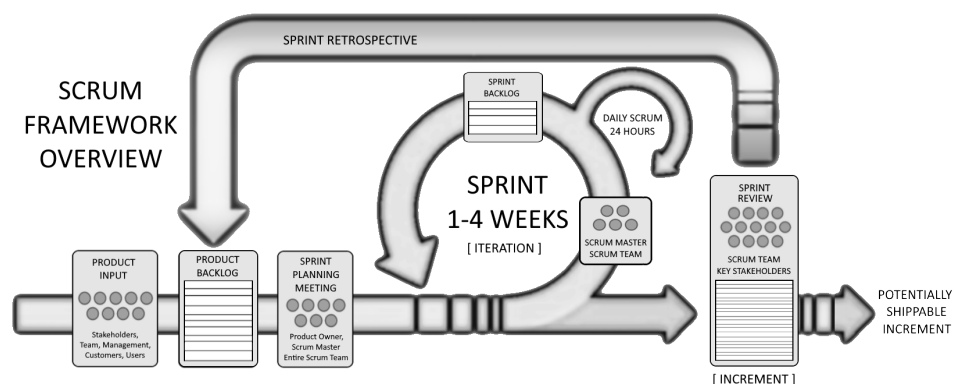 SPRINT RETROSPECTIVE
SCRUM
FRAMEWORK
OVERVIEW
SPRINT
BACKLOG
DAILY SCRUM
24 HOURS
SPRINT
1-4 WEEKS
[ ITERATION ]
SCRUM MASTER
SCRUM TEAM
PRODUCT
INPUT
Stakeholders,
Team, Management,
Customers, Users
PRODUCT
BACKLOG
SPRINT
PLANNING
MEETING
Product Owner,
Scrum Master
Entire Scrum Team
SPRINT
REVIEW
SCRUM TEAM
KEY STAKEHOLDERS
[ INCREMENT ]
POTENTIALLY
SHIPPABLE
INCREMENT